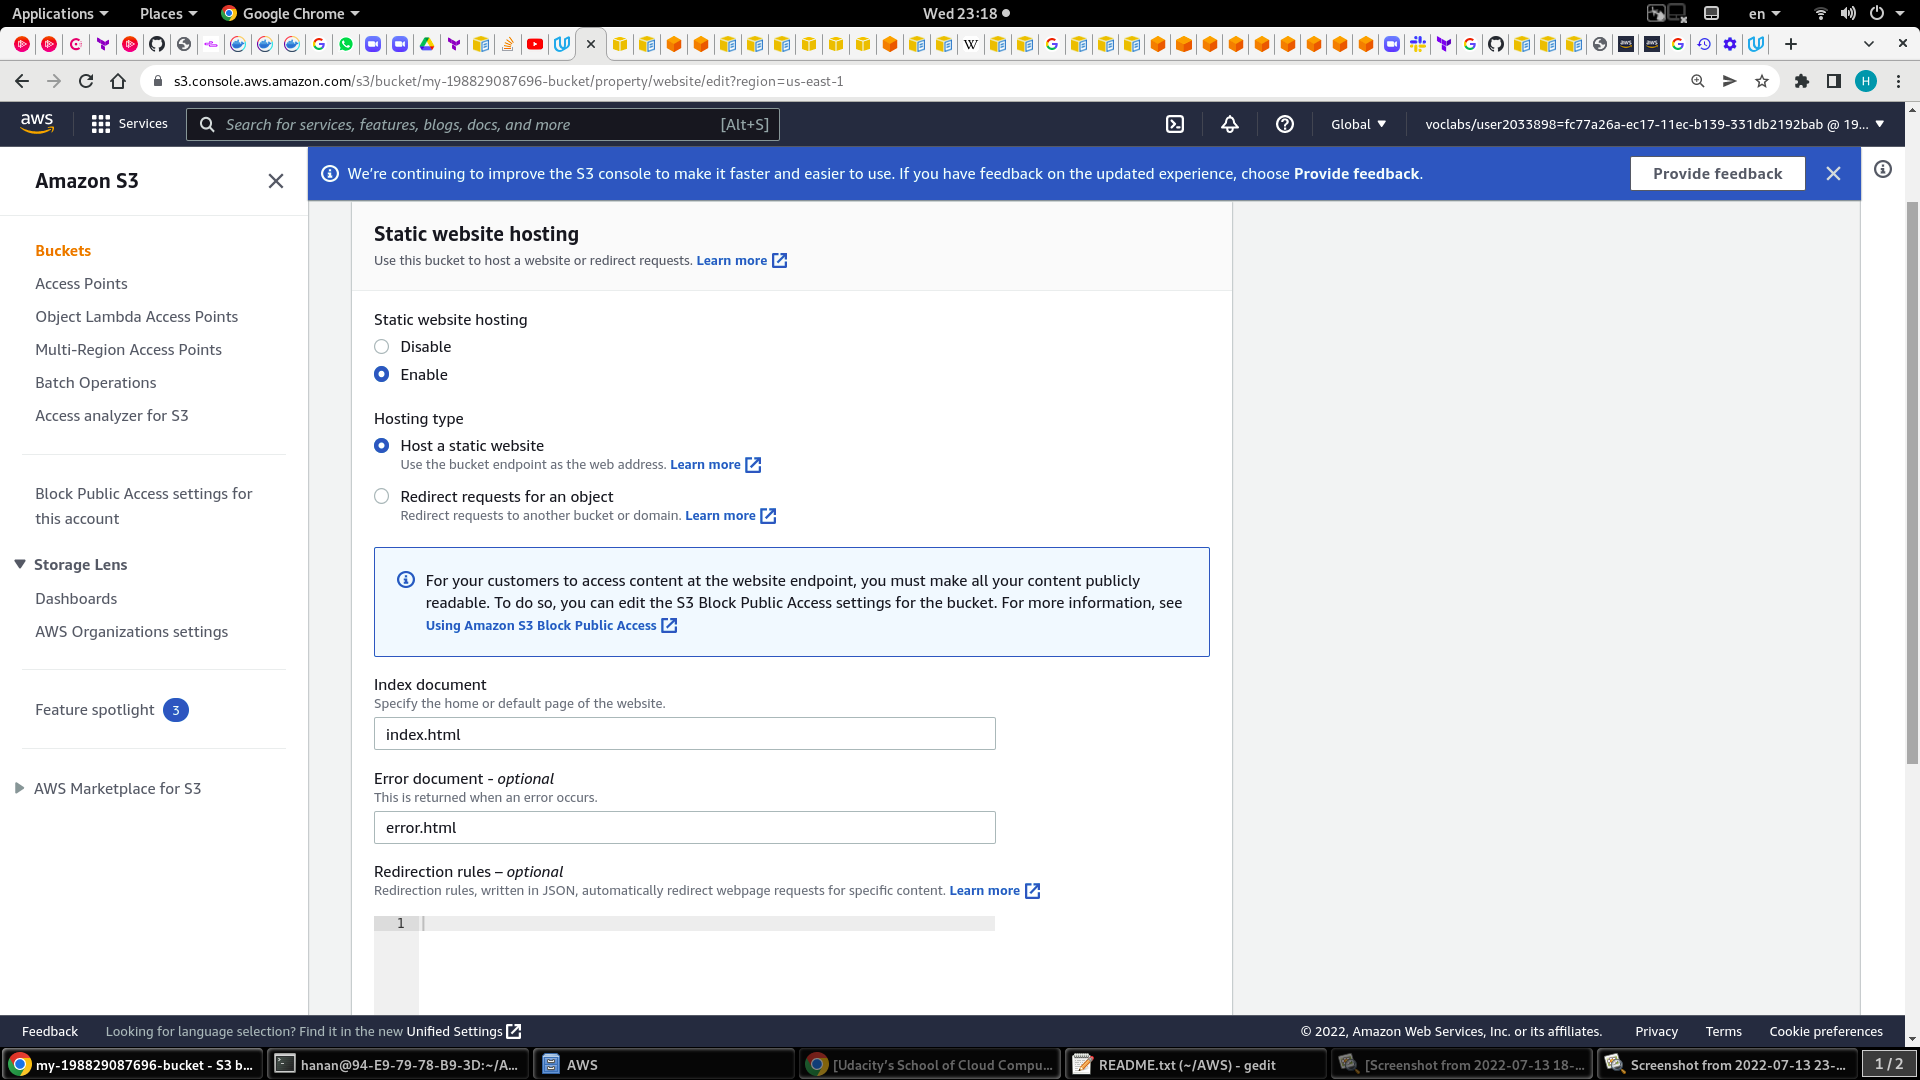 Applications
Places
Google Chrome
Wed 23:18
en
s3.console.aws.amazon.com/s3/bucket/my-198829087696-bucket/property/website/edit?region=us-east-1
H
aws
Services
Search for services, features, blogs, docs, and more
[Alt+S]
Global
voclabs/user2033898=fc77a26a-ec17-11ec-b139-331db2192bab @ 19...
Amazon S3
We're continuing to improve the S3 console to make it faster and easier to use. If you have feedback on the updated experience, choose Provide feedback.
Provide feedback
Buckets
Access Points
Object Lambda Access Points
Multi-Region Access Points
Batch Operations
Access analyzer for S3
Block Public Access settings for
this account
Storage Lens
Dashboards
AWS Organizations settings
Feature spotlight 3
AWS Marketplace for S3
Static website hosting
Use this bucket to host a website or redirect requests. Learn more
Static website hosting
Disable
Enable
Hosting type
Host a static website
Use the bucket endpoint as the web address. Learn more
Redirect requests for an object
Redirect requests to another bucket or domain. Learn more
For your customers to access content at the website endpoint, you must make all your content publicly
readable. To do so, you can edit the S3 Block Public Access settings for the bucket. For more information, see
Using Amazon S3 Block Public Access
Index document
Specify the home or default page of the website.
index.html
Error document - optional
This is returned when an error occurs.
error.html
Redirection rules – optional
Redirection rules, written in JSON, automatically redirect webpage requests for specific content. Learn more
1
Feedback
Looking for language selection? Find it in the new Unified Settings
© 2022, Amazon Web Services, Inc. or its affiliates.
Privacy
Terms
Cookie preferences
my-198829087696-bucket - S3 b...
hanan@94-E9-79-78-B9-3D:~/A...
AWS
[Udacity's School of Cloud Compu...
README.txt (~/AWS) - gedit
[Screenshot from 2022-07-13 18-...
Screenshot from 2022-07-13 23-...
1 / 2